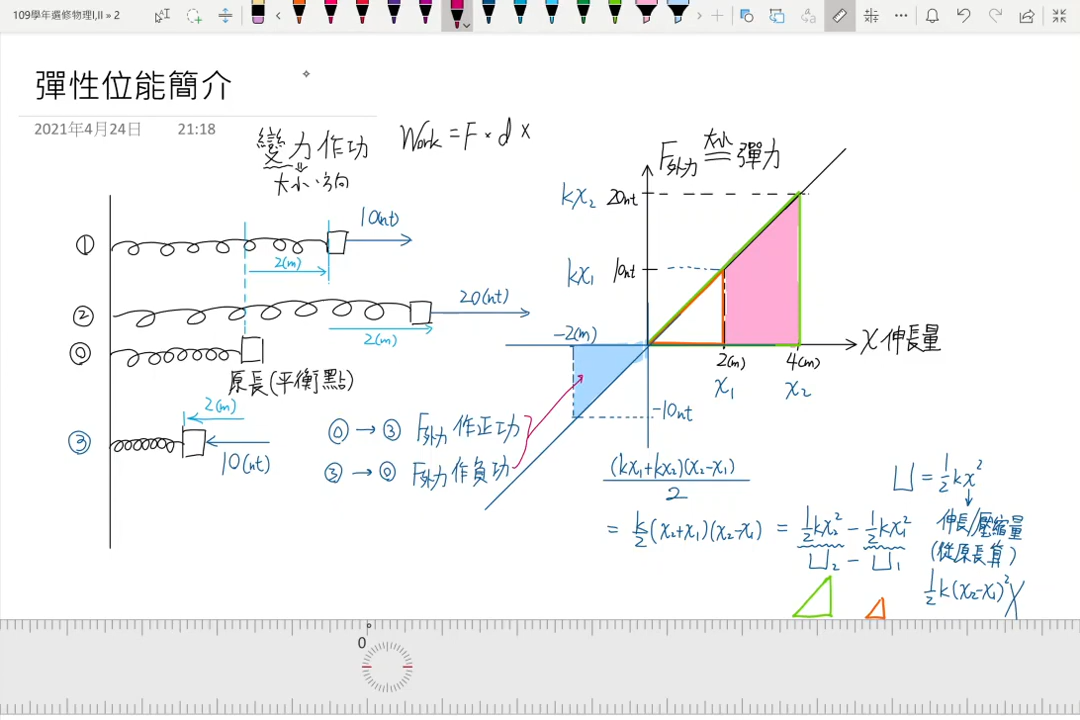 109學年選修物理I,II » 2
彈性位能簡介
2021年4月24日 21:18
變力作功 Work = F × d ×
大小、方向
① 10(nt)
2(m)
② 20(nt)
2(m)
⓪
原長(平衡點)
2(m)
③
10(nt)
⓪ → ③ F外力 作正功
③ → ⓪ F外力 作負功
F外力 大小 = 彈力
kx₂ 20nt
kx₁ 10nt
-2(m)
x 伸長量
2(m) 4(m)
x₁ x₂
-10nt
(kx₁+kx₂)(x₂-x₁)
2
= k/2 (x₂+x₁)(x₂-x₁) = ½kx₂² - ½kx₁²
U₂ - U₁
U = ½kx²
伸長/壓縮量
(從原長算)
½k(x₂-x₁)² X
0